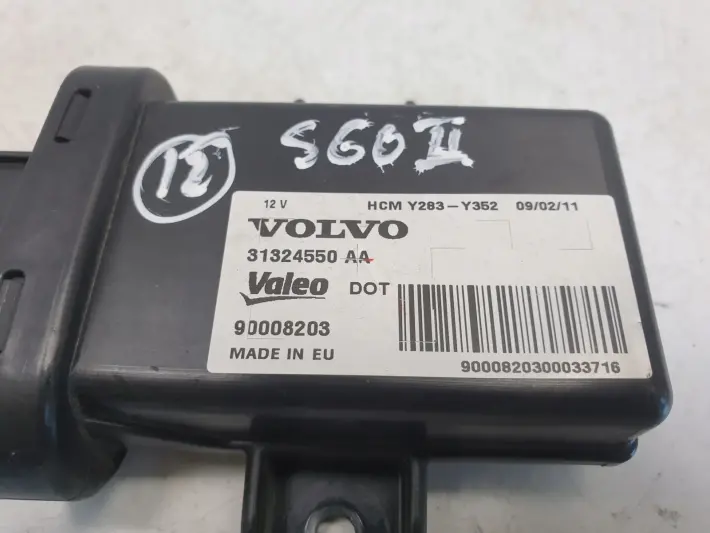 12 S60 II
12 V HCM Y283-Y352 09/02/11
VOLVO
31324550 AA
Valeo DOT
90008203
MADE IN EU
9000820300033716